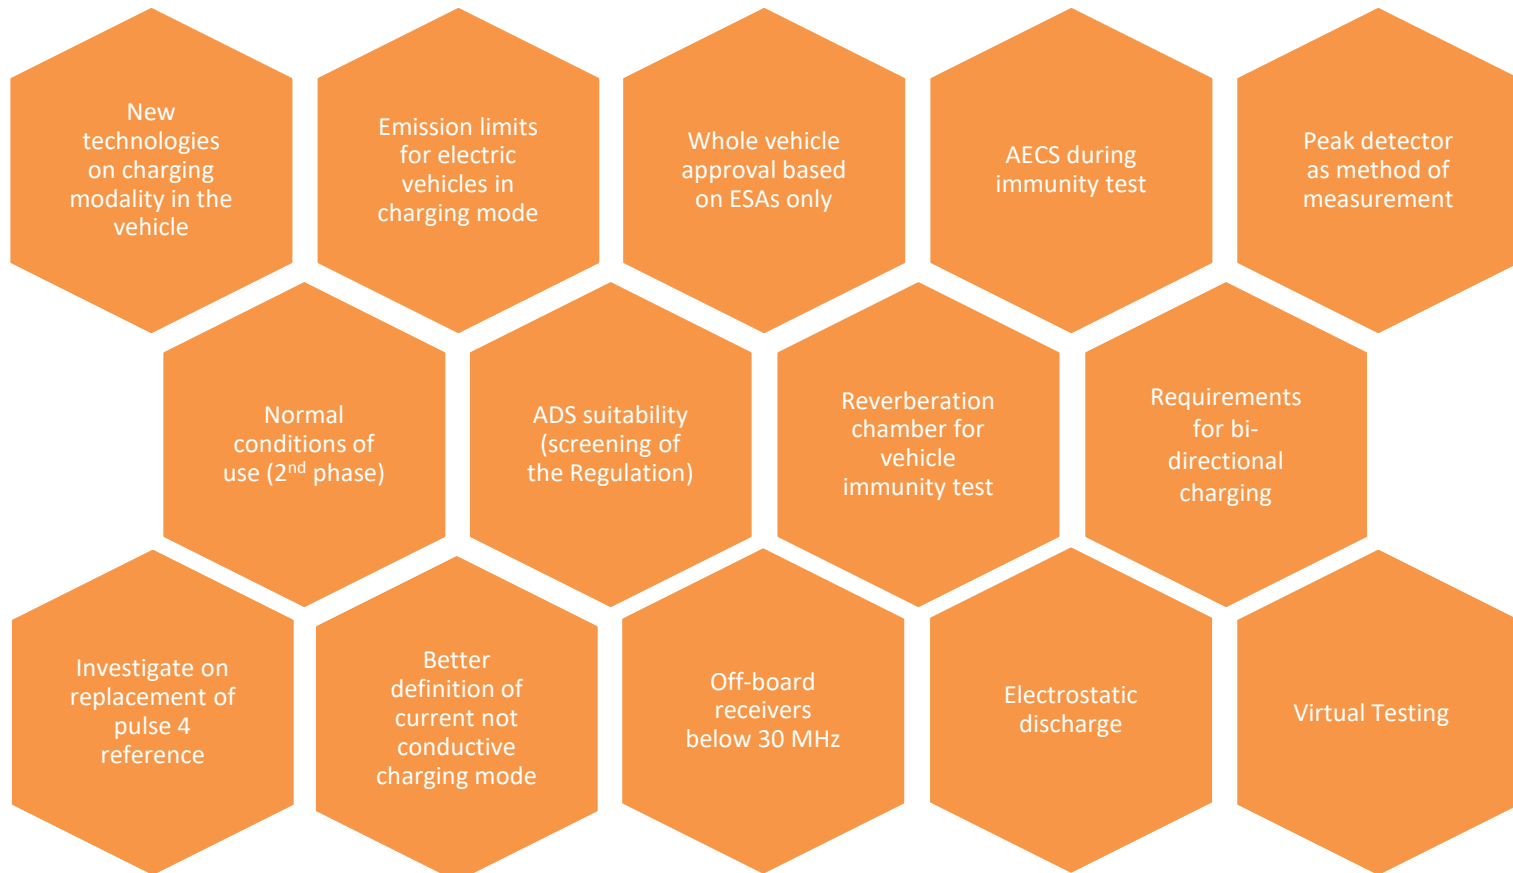 New
technologies
on charging
modality in the
vehicle
Emission limits
for electric
vehicles in
charging mode
Whole vehicle
approval based
on ESAs only
AECS during
immunity test
Peak detector
as method of
measurement
Normal
conditions of
use (2nd phase)
ADS suitability
(screening of
the Regulation)
Reverberation
chamber for
vehicle
immunity test
Requirements
for bi-
directional
charging
Investigate on
replacement of
pulse 4
reference
Better
definition of
current not
conductive
charging mode
Off-board
receivers
below 30 MHz
Electrostatic
discharge
Virtual Testing